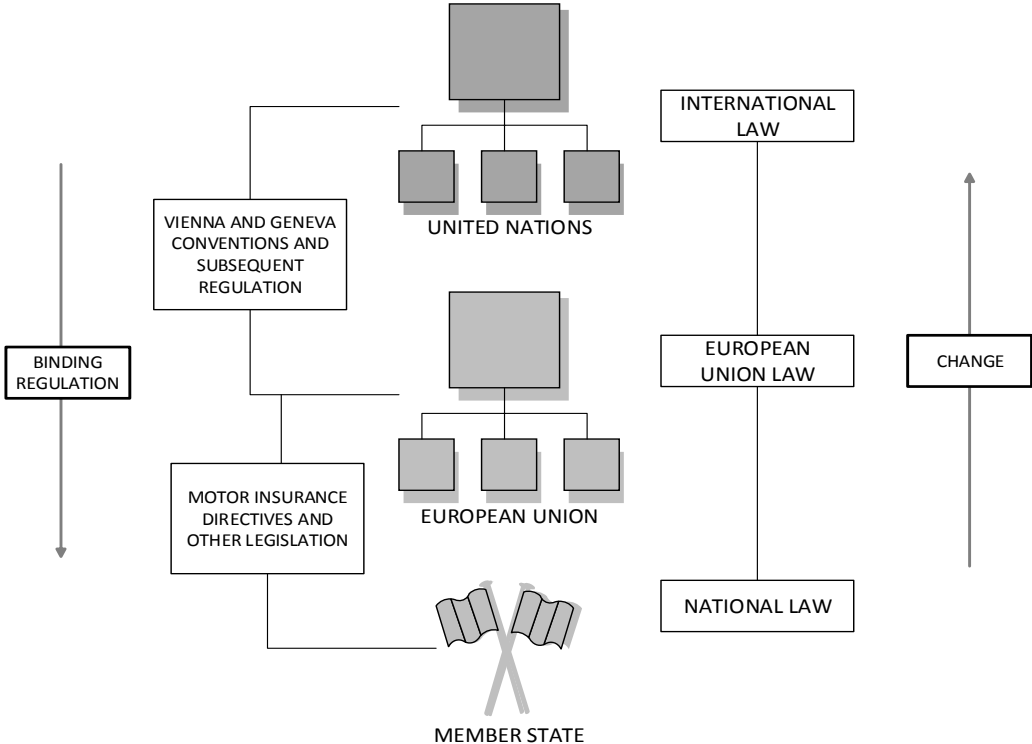 INTERNATIONAL
LAW
VIENNA AND GENEVA
CONVENTIONS AND
SUBSEQUENT
REGULATION
UNITED NATIONS
BINDING
REGULATION
EUROPEAN
UNION LAW
CHANGE
MOTOR INSURANCE
DIRECTIVES AND
OTHER LEGISLATION
EUROPEAN UNION
NATIONAL LAW
MEMBER STATE